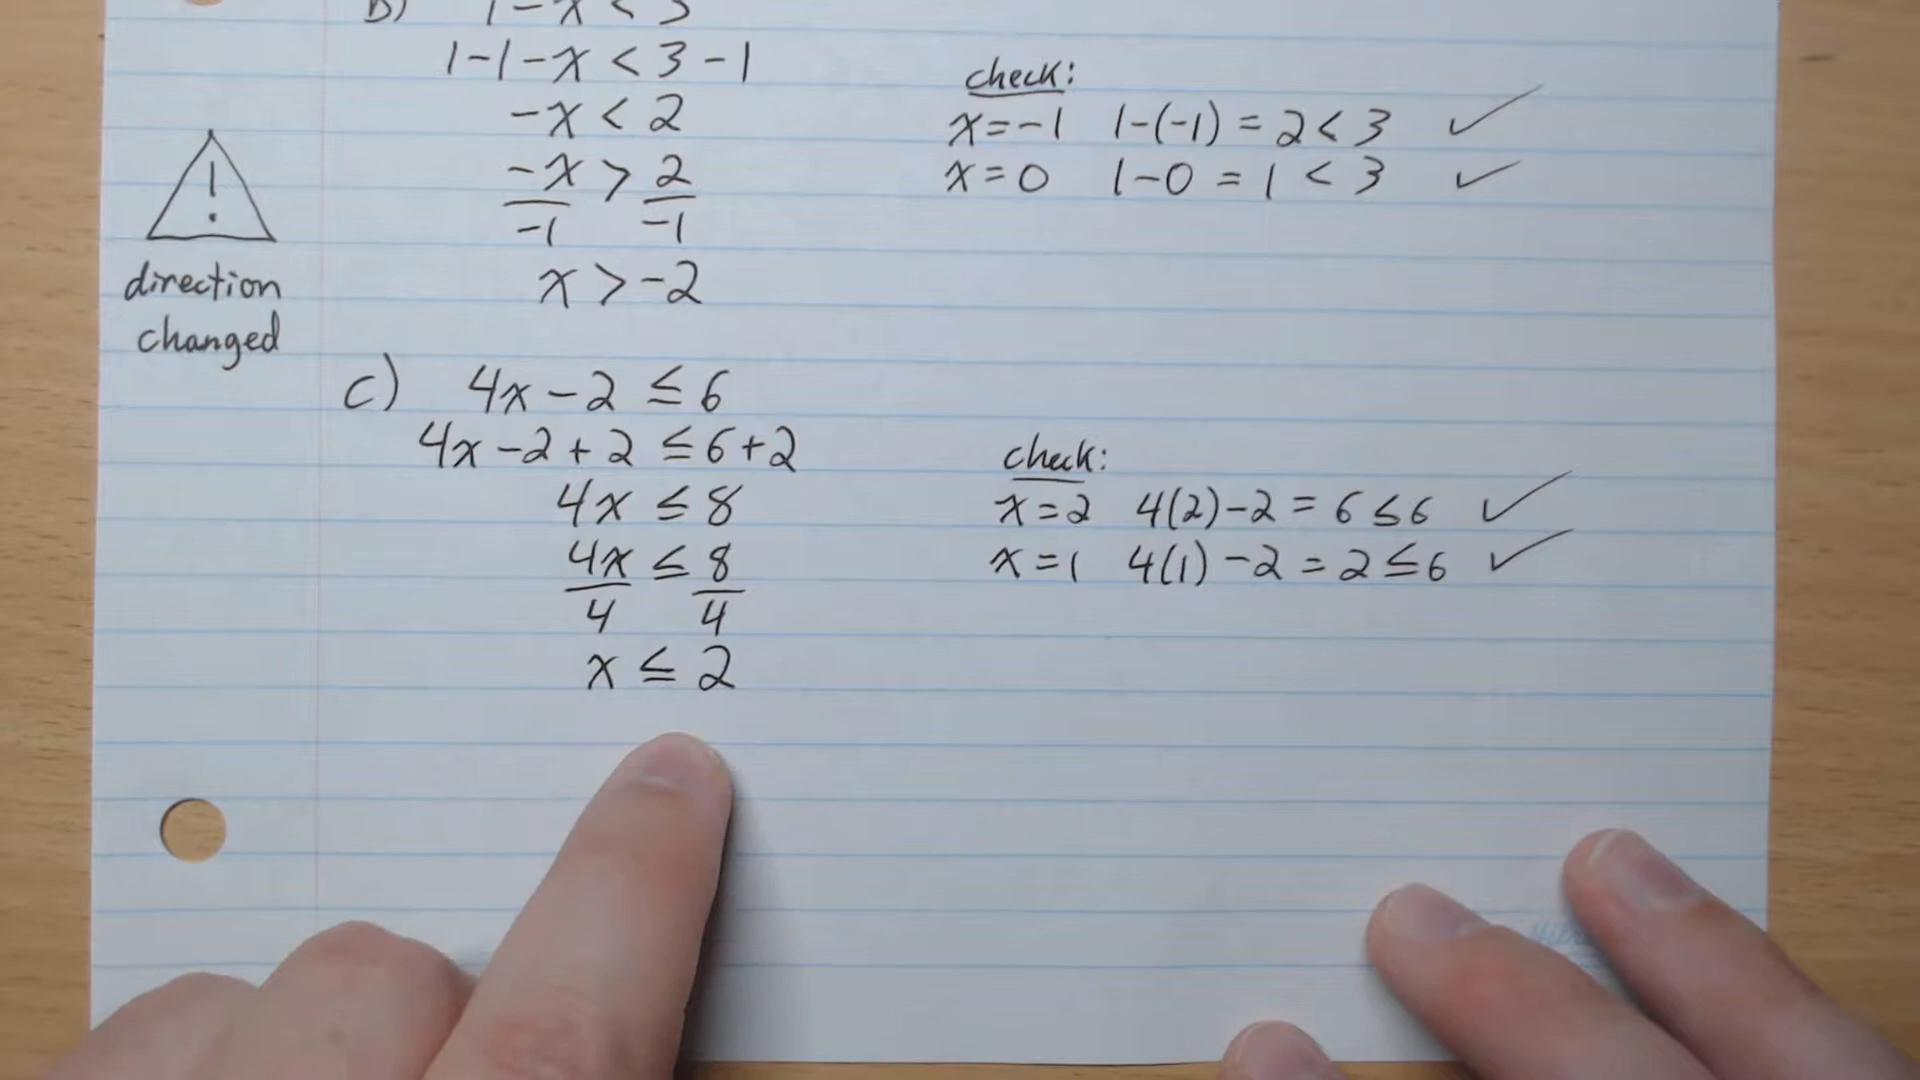 B) 1-x<3
1-1-x<3-1
-x<2
-x/-1 > 2/-1
x>-2
check:
x=-1 1-(-1)=2<3 ✓
x=0 1-0=1<3 ✓
!
direction
changed
c) 4x-2≤6
4x-2+2≤6+2
4x≤8
4x/4 ≤ 8/4
x≤2
check:
x=2 4(2)-2=6≤6 ✓
x=1 4(1)-2=2≤6 ✓